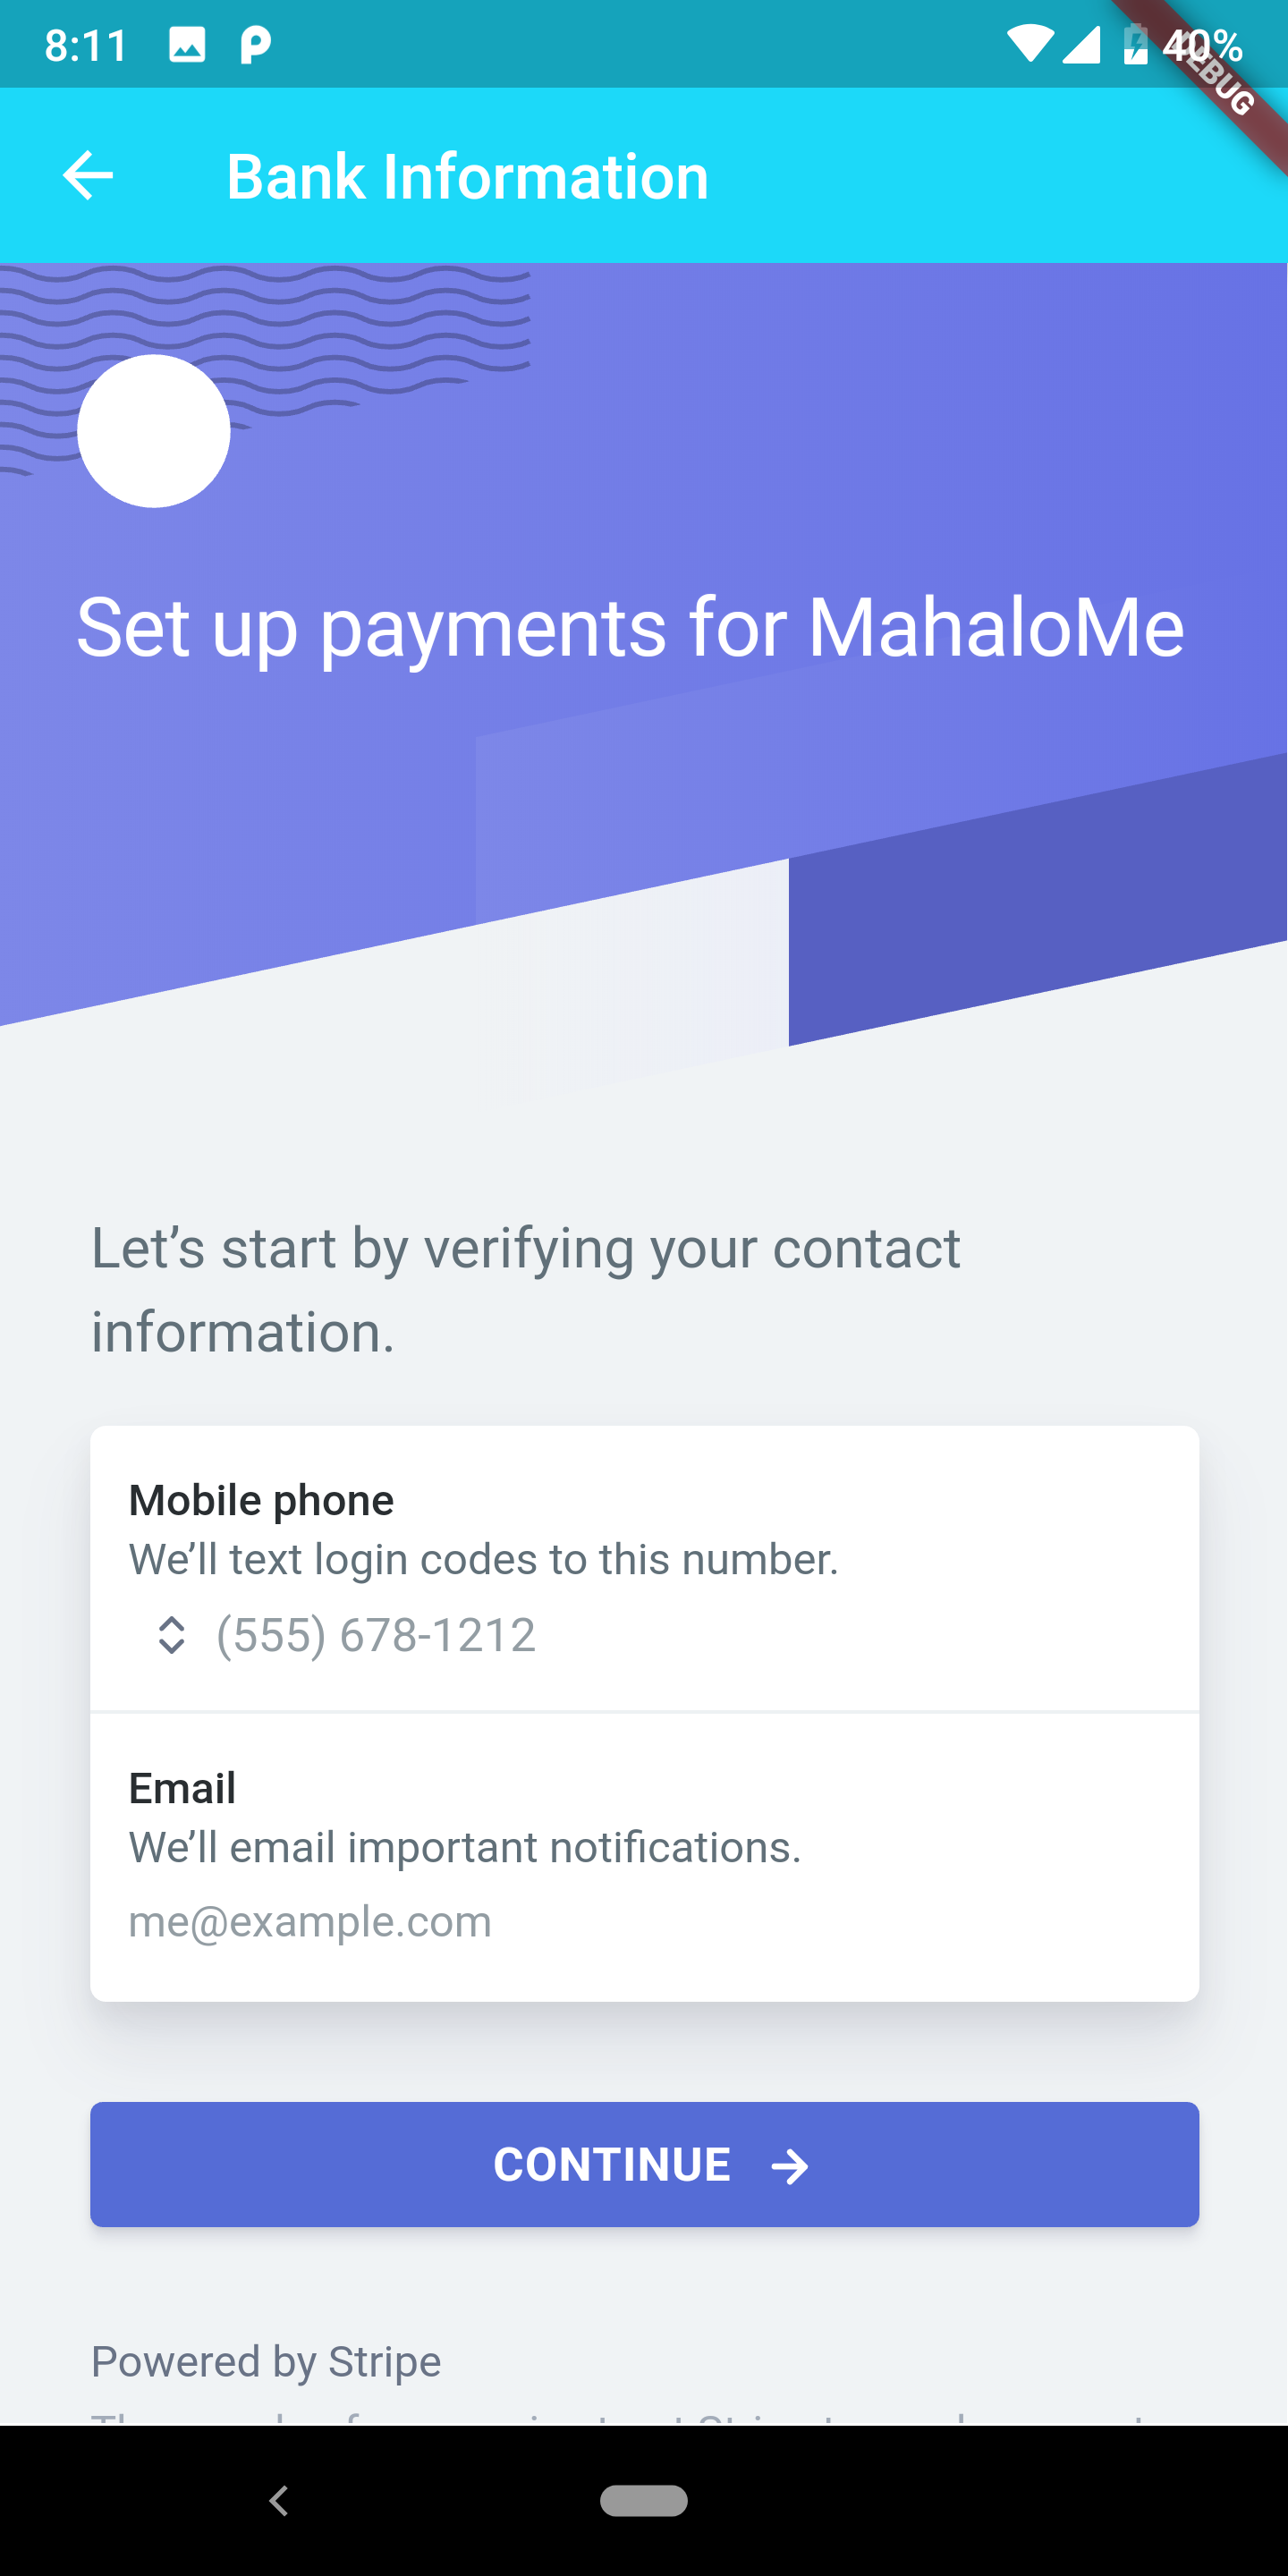 8:11
40%
DEBUG
Bank Information
Set up payments for MahaloMe
Let’s start by verifying your contact
information.
Mobile phone
We’ll text login codes to this number.
(555) 678-1212
Email
We’ll email important notifications.
me@example.com
CONTINUE
Powered by Stripe